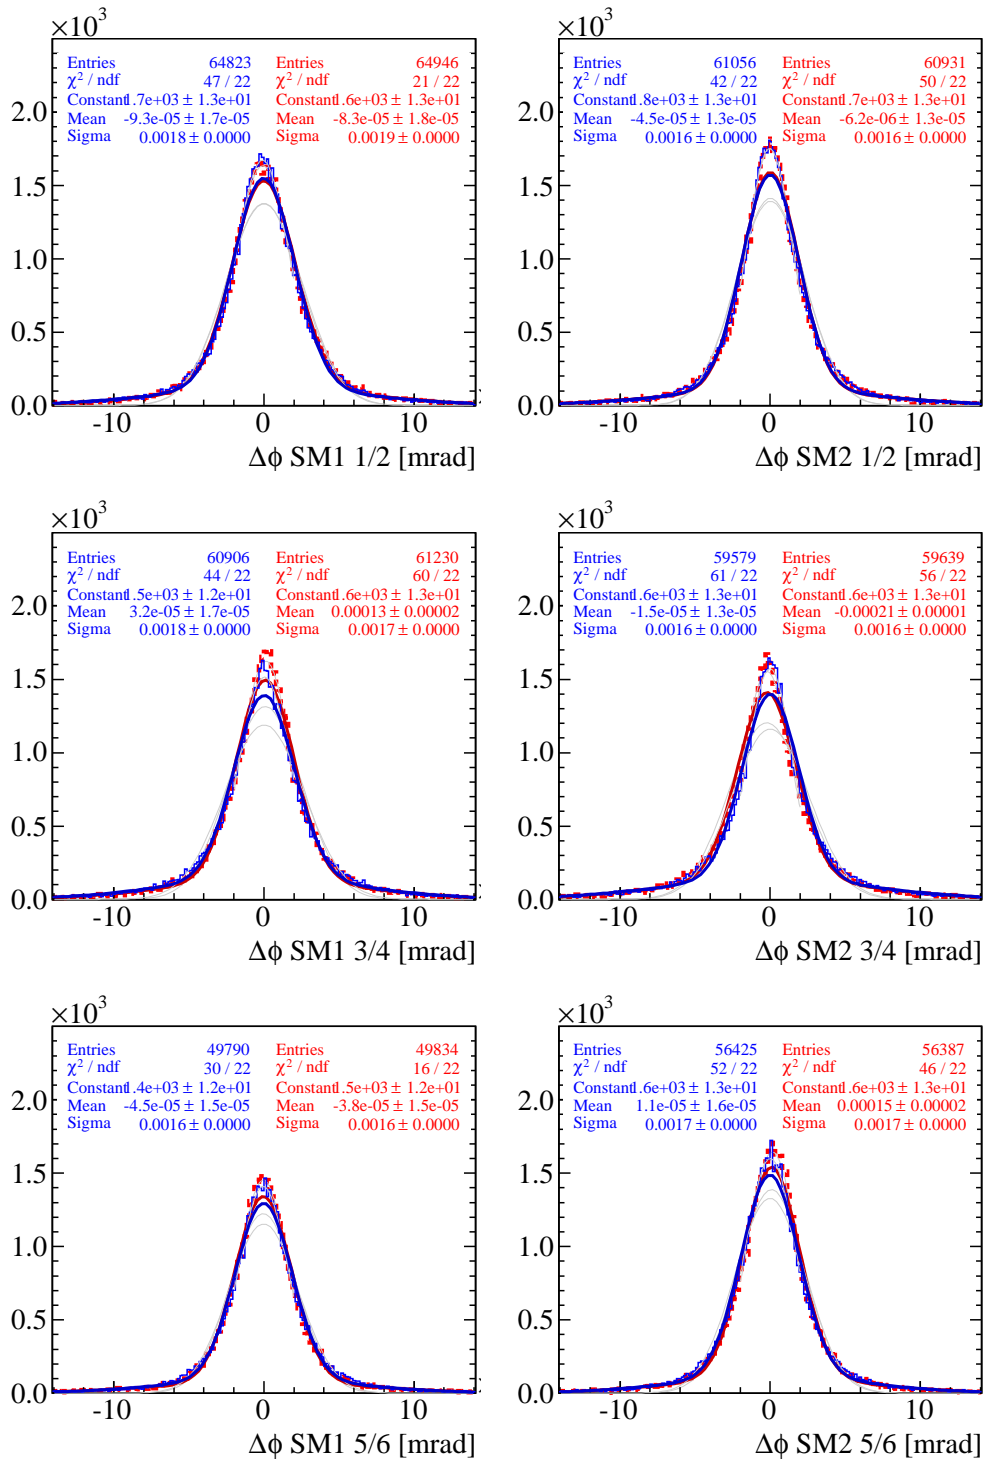 ×10³ ×10³
Entries 64823 Entries 64946 Entries 61056 Entries 60931
χ² / ndf 47 / 22 χ² / ndf 21 / 22 χ² / ndf 42 / 22 χ² / ndf 50 / 22
Constant 1.7e+03 ± 1.3e+01 Constant 1.6e+03 ± 1.3e+01 Constant 1.8e+03 ± 1.3e+01 Constant 1.7e+03 ± 1.3e+01
Mean -9.3e-05 ± 1.7e-05 Mean -8.3e-05 ± 1.8e-05 Mean -4.5e-05 ± 1.3e-05 Mean -6.2e-06 ± 1.3e-05
Sigma 0.0018 ± 0.0000 Sigma 0.0019 ± 0.0000 Sigma 0.0016 ± 0.0000 Sigma 0.0016 ± 0.0000
2.0 2.0
1.5 1.5
1.0 1.0
0.5 0.5
0.0 0.0
-10 0 10 -10 0 10
Δϕ SM1 1/2 [mrad] Δϕ SM2 1/2 [mrad]
×10³ ×10³
Entries 60906 Entries 61230 Entries 59579 Entries 59639
χ² / ndf 44 / 22 χ² / ndf 60 / 22 χ² / ndf 61 / 22 χ² / ndf 56 / 22
Constant 1.5e+03 ± 1.2e+01 Constant 1.6e+03 ± 1.3e+01 Constant 1.6e+03 ± 1.3e+01 Constant 1.6e+03 ± 1.3e+01
Mean 3.2e-05 ± 1.7e-05 Mean 0.00013 ± 0.00002 Mean -1.5e-05 ± 1.3e-05 Mean -0.00021 ± 0.00001
Sigma 0.0018 ± 0.0000 Sigma 0.0017 ± 0.0000 Sigma 0.0016 ± 0.0000 Sigma 0.0016 ± 0.0000
2.0 2.0
1.5 1.5
1.0 1.0
0.5 0.5
0.0 0.0
-10 0 10 -10 0 10
Δϕ SM1 3/4 [mrad] Δϕ SM2 3/4 [mrad]
×10³ ×10³
Entries 49790 Entries 49834 Entries 56425 Entries 56387
χ² / ndf 30 / 22 χ² / ndf 16 / 22 χ² / ndf 52 / 22 χ² / ndf 46 / 22
Constant 1.4e+03 ± 1.2e+01 Constant 1.5e+03 ± 1.2e+01 Constant 1.6e+03 ± 1.3e+01 Constant 1.6e+03 ± 1.3e+01
Mean -4.5e-05 ± 1.5e-05 Mean -3.8e-05 ± 1.5e-05 Mean 1.1e-05 ± 1.6e-05 Mean 0.00015 ± 0.00002
Sigma 0.0016 ± 0.0000 Sigma 0.0016 ± 0.0000 Sigma 0.0017 ± 0.0000 Sigma 0.0017 ± 0.0000
2.0 2.0
1.5 1.5
1.0 1.0
0.5 0.5
0.0 0.0
-10 0 10 -10 0 10
Δϕ SM1 5/6 [mrad] Δϕ SM2 5/6 [mrad]